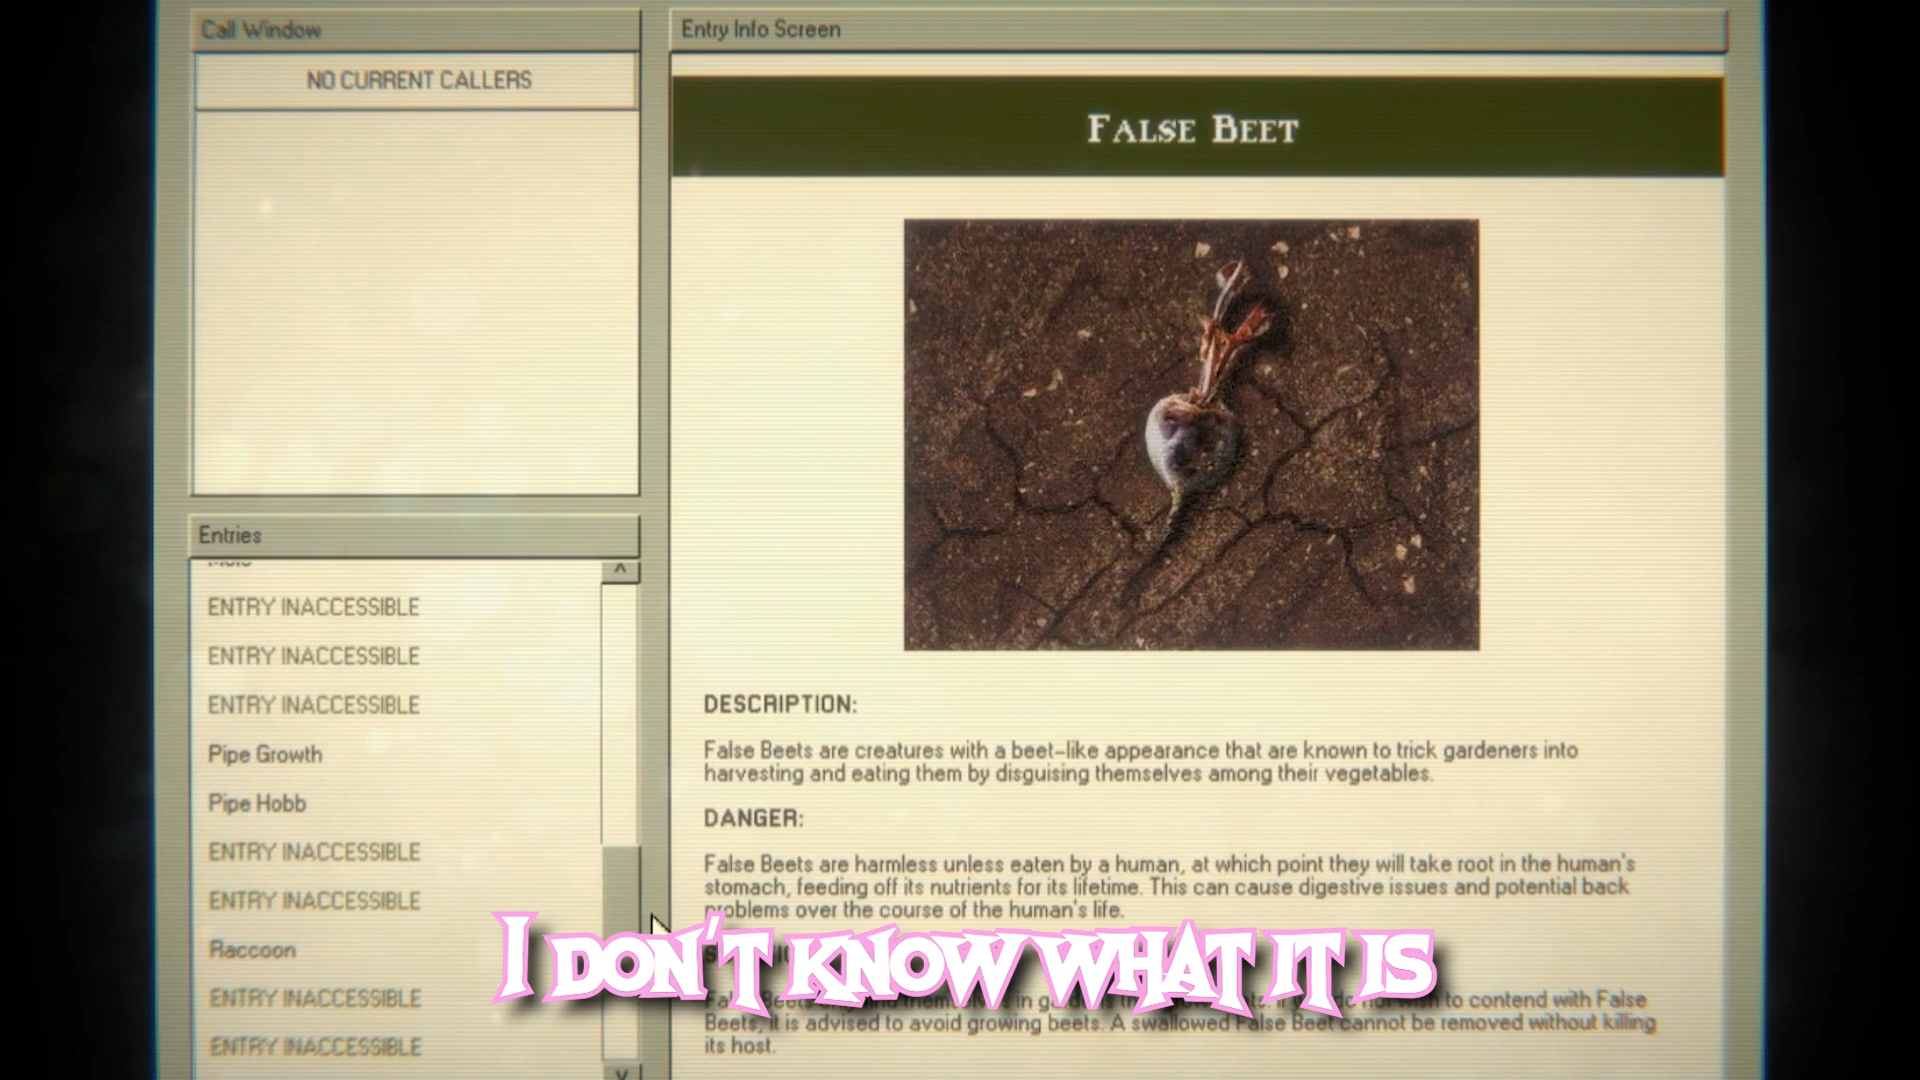 Call Window
NO CURRENT CALLERS
Entries
ENTRY INACCESSIBLE
ENTRY INACCESSIBLE
ENTRY INACCESSIBLE
Pipe Growth
Pipe Hobb
ENTRY INACCESSIBLE
ENTRY INACCESSIBLE
Raccoon
ENTRY INACCESSIBLE
ENTRY INACCESSIBLE
Entry Info Screen
FALSE BEET
DESCRIPTION:
False Beets are creatures with a beet-like appearance that are known to trick gardeners into
harvesting and eating them by disguising themselves among their vegetables.
DANGER:
False Beets are harmless unless eaten by a human, at which point they will take root in the human's
stomach, feeding off its nutrients for its lifetime. This can cause digestive issues and potential back
problems over the course of the human's life.
in to contend with False
Beets, it is advised to avoid growing beets. A swallowed False Beet cannot be removed without killing
its host.
I DON'T KNOW WHAT IT IS